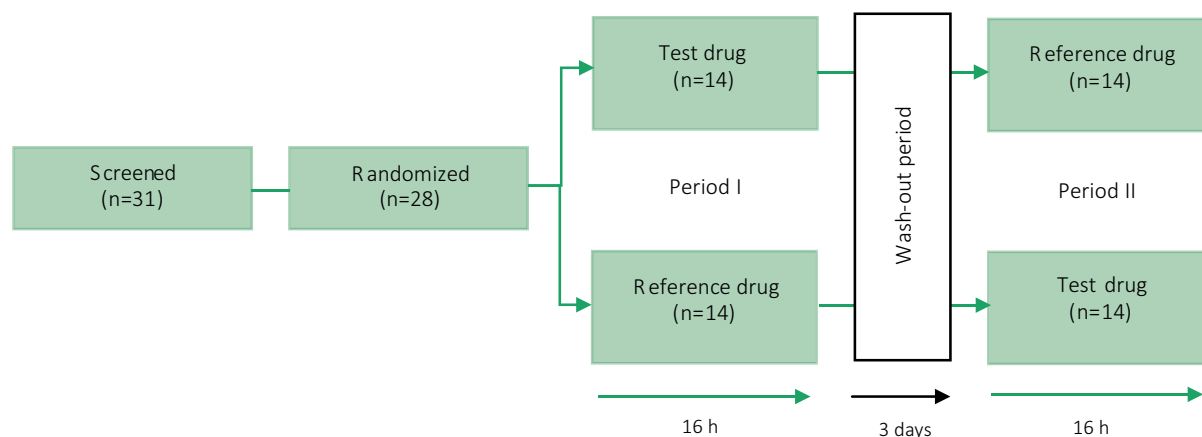 Screened
(n=31)
Randomized
(n=28)
Test drug
(n=14)
Period I
Reference drug
(n=14)
16 h
Wash-out period
3 days
Reference drug
(n=14)
Period II
Test drug
(n=14)
16 h